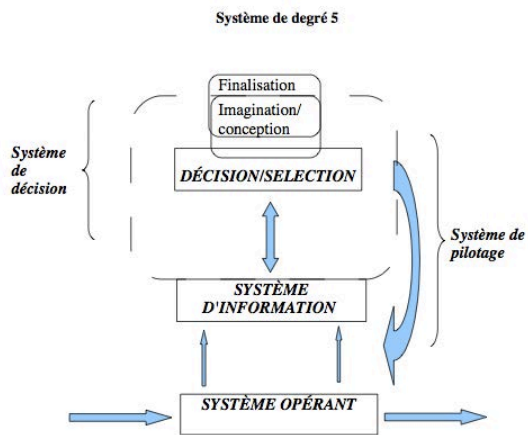 Système de degré 5
Finalisation
Imagination/
conception
Système
de
décision
DÉCISION/SELECTION
Système de
pilotage
SYSTÈME
D'INFORMATION
SYSTÈME OPÉRANT